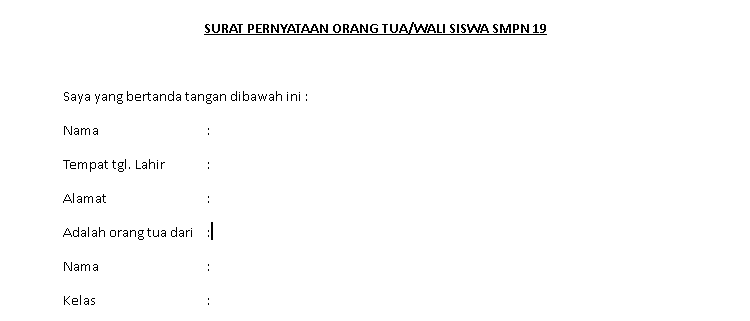 SURAT PERNYATAAN ORANG TUA/WALI SISWA SMPN 19
Saya yang bertanda tangan dibawah ini :
Nama :
Tempat tgl. Lahir :
Alamat :
Adalah orang tua dari :
Nama :
Kelas :